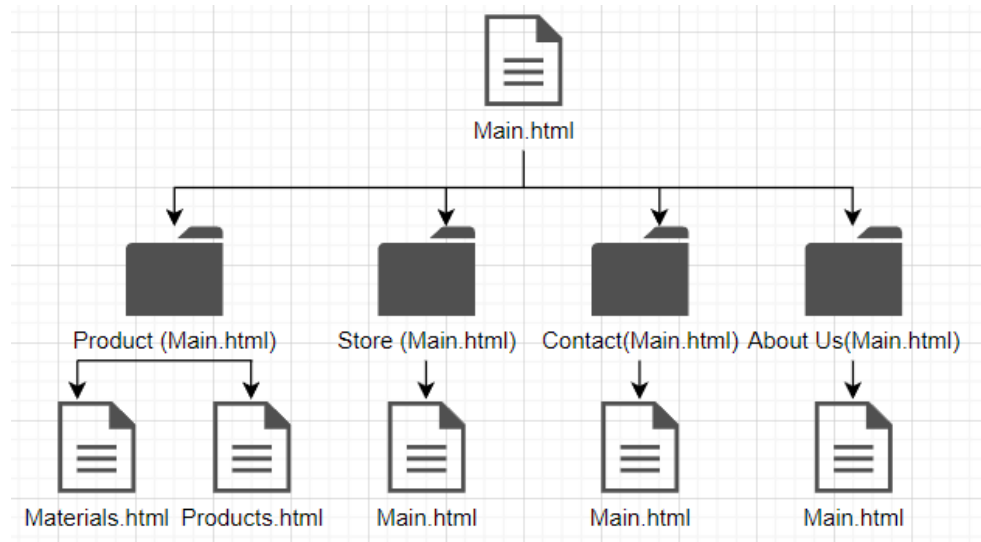 Main.html
Product (Main.html)
Store (Main.html)
Contact(Main.html)
About Us(Main.html)
Materials.html
Products.html
Main.html
Main.html
Main.html